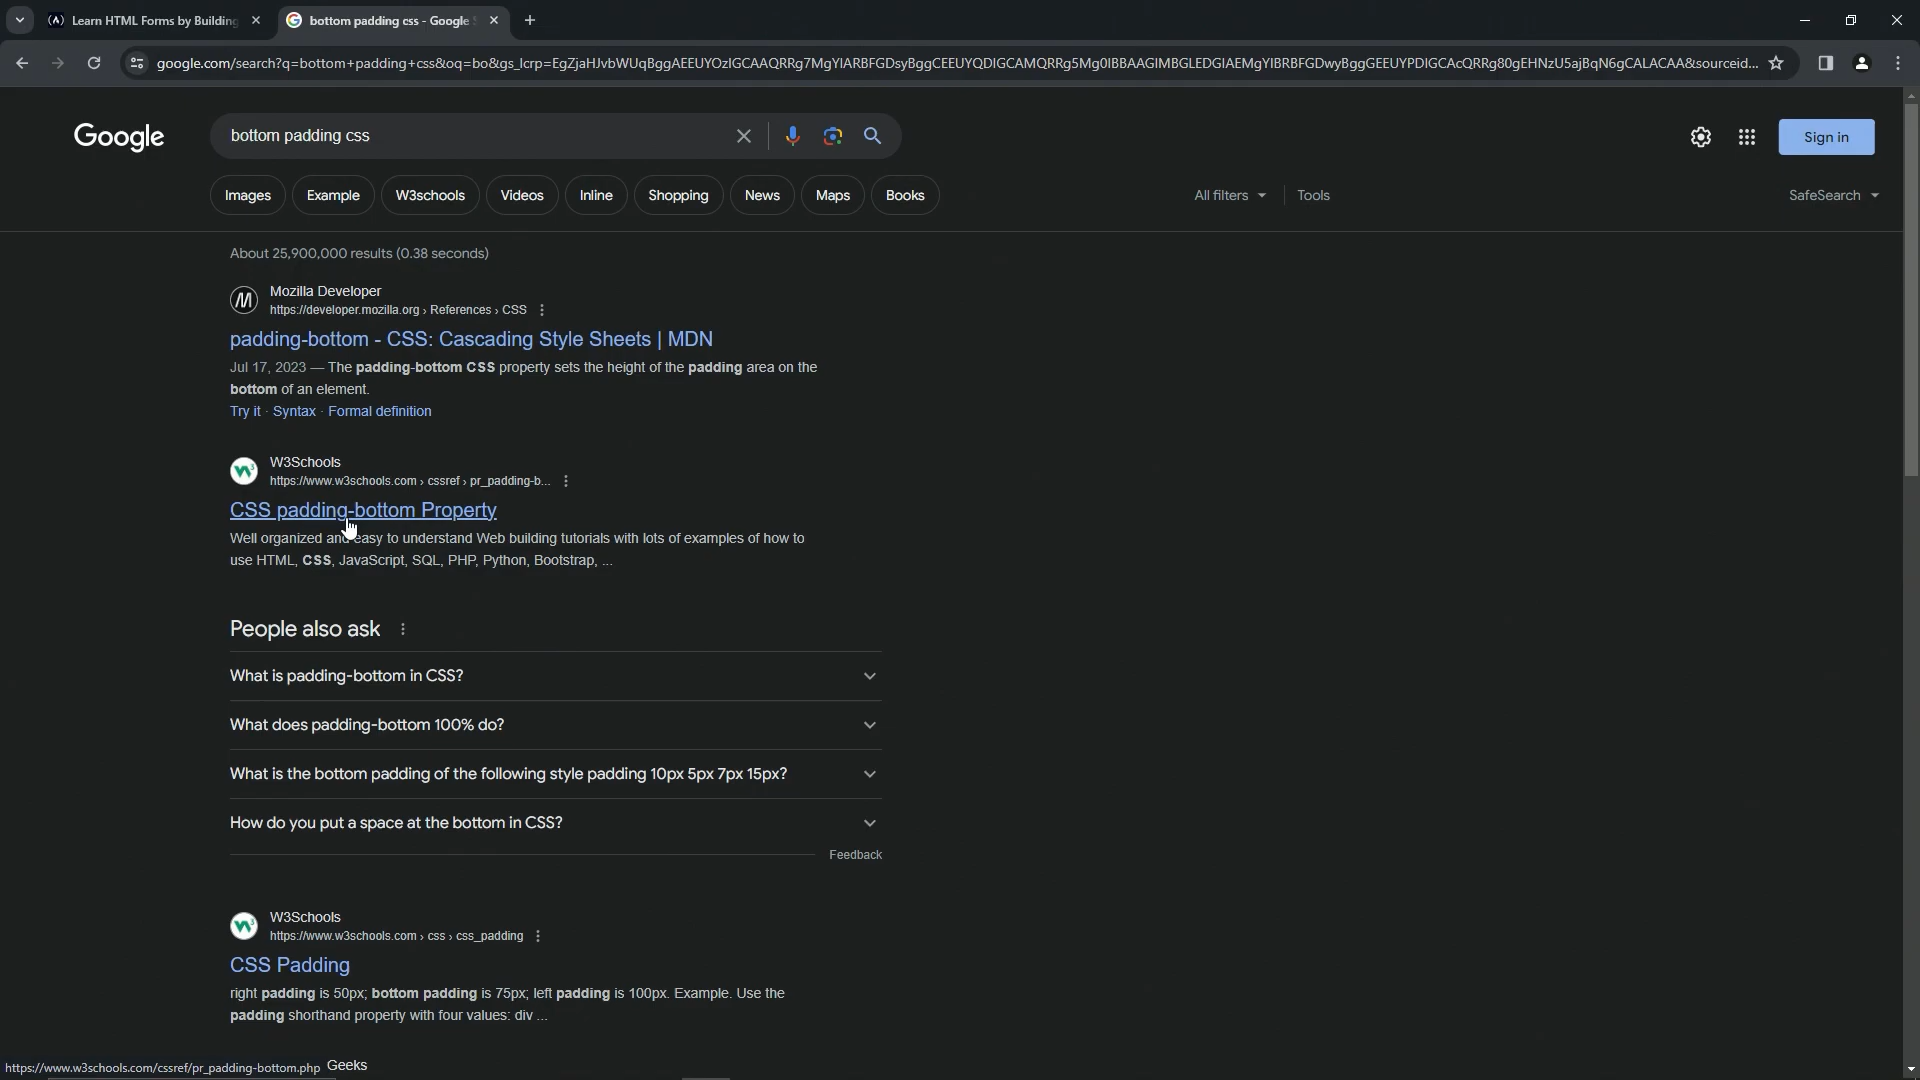 Learn HTML Forms by Building
bottom padding css - Google S
google.com/search?q=bottom+padding+css&oq=bo&gs_lcrp=EgZjaHJvbWUqBggAEEUYOzIGCAAQRRg7MgYIARBFGDsyBggCEEUYQDIGCAMQRRg5Mg0IBBAAGIMBGLEDGIAEMgYIBRBFGDwyBggGEEUYPDIGCAcQRRg80gEHNzU5ajBqN6gCALACAA&sourceid...
Google
bottom padding css
Sign in
Images
Example
W3schools
Videos
Inline
Shopping
News
Maps
Books
All filters
Tools
SafeSearch
About 25,900,000 results (0.38 seconds)
Mozilla Developer
https://developer.mozilla.org › References › CSS
padding-bottom - CSS: Cascading Style Sheets | MDN
Jul 17, 2023 — The padding-bottom CSS property sets the height of the padding area on the
bottom of an element.
Try it · Syntax · Formal definition
W3Schools
https://www.w3schools.com › cssref › pr_padding-b...
CSS padding-bottom Property
Well organized and easy to understand Web building tutorials with lots of examples of how to
use HTML, CSS, JavaScript, SQL, PHP, Python, Bootstrap, ...
People also ask
What is padding-bottom in CSS?
What does padding-bottom 100% do?
What is the bottom padding of the following style padding 10px 5px 7px 15px?
How do you put a space at the bottom in CSS?
Feedback
W3Schools
https://www.w3schools.com › css › css_padding
CSS Padding
right padding is 50px; bottom padding is 75px; left padding is 100px. Example. Use the
padding shorthand property with four values: div ...
https://www.w3schools.com/cssref/pr_padding-bottom.php
Geeks